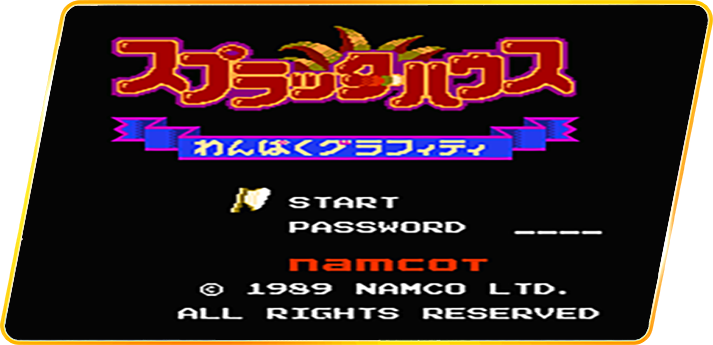 スプラッターハウス
わんぱくグラフィティ
START
PASSWORD ____
namcot
© 1989 NAMCO LTD.
ALL RIGHTS RESERVED